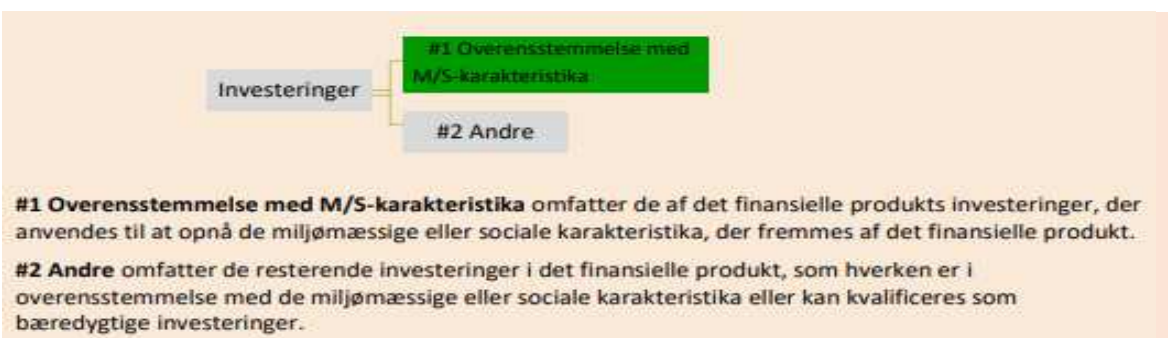 #1 Overensstemmelse med
M/S-karakteristika
Investeringer
#2 Andre
#1 Overensstemmelse med M/S-karakteristika omfatter de af det finansielle produkts investeringer, der
anvendes til at opnå de miljømæssige eller sociale karakteristika, der fremmes af det finansielle produkt.
#2 Andre omfatter de resterende investeringer i det finansielle produkt, som hverken er i
overensstemmelse med de miljømæssige eller sociale karakteristika eller kan kvalificeres som
bæredygtige investeringer.